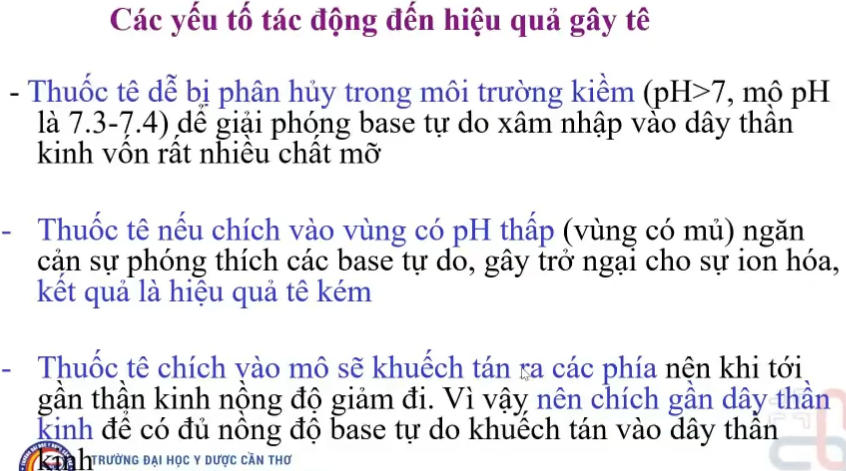 Các yếu tố tác động đến hiệu quả gây tê
- Thuốc tê dễ bị phân hủy trong môi trường kiềm (pH>7, mô pH
là 7.3-7.4) dể giải phóng base tự do xâm nhập vào dây thần
kinh vốn rất nhiều chất mỡ
- Thuốc tê nếu chích vào vùng có pH thấp (vùng có mủ) ngăn
cản sự phóng thích các base tự do, gây trở ngại cho sự ion hóa,
kết quả là hiệu quả tê kém
- Thuốc tê chích vào mô sẽ khuếch tán ra các phía nên khi tới
gần thần kinh nồng độ giảm đi. Vì vậy nên chích gần dây thần
kinh để có đủ nồng độ base tự do khuếch tán vào dây thần
kinh
TRƯỜNG ĐẠI HỌC Y DƯỢC CẦN THƠ